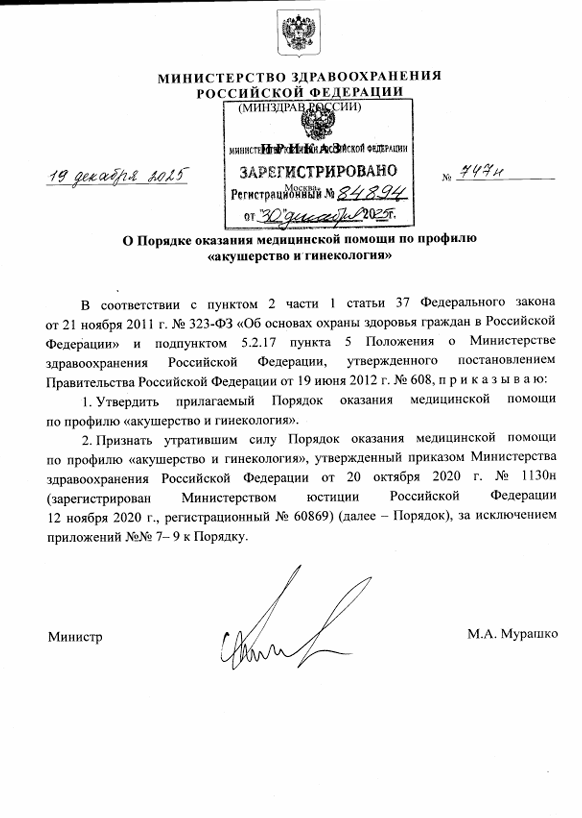 МИНИСТЕРСТВО ЗДРАВООХРАНЕНИЯ
РОССИЙСКОЙ ФЕДЕРАЦИИ
(МИНЗДРАВ РОССИИ)
ПРИКАЗ
МИНИСТЕРСТВО ЮСТИЦИИ РОССИЙСКОЙ ФЕДЕРАЦИИ
ЗАРЕГИСТРИРОВАНО
19 декабря 2025
Москва
№ 747н
Регистрационный № 84894
от "30" декабря 2025г.
О Порядке оказания медицинской помощи по профилю
«акушерство и гинекология»
В соответствии с пунктом 2 части 1 статьи 37 Федерального закона
от 21 ноября 2011 г. № 323-ФЗ «Об основах охраны здоровья граждан в Российской
Федерации» и подпунктом 5.2.17 пункта 5 Положения о Министерстве
здравоохранения Российской Федерации, утвержденного постановлением
Правительства Российской Федерации от 19 июня 2012 г. № 608, п р и к а з ы в а ю:
1. Утвердить прилагаемый Порядок оказания медицинской помощи
по профилю «акушерство и гинекология».
2. Признать утратившим силу Порядок оказания медицинской помощи
по профилю «акушерство и гинекология», утвержденный приказом Министерства
здравоохранения Российской Федерации от 20 октября 2020 г. № 1130н
(зарегистрирован Министерством юстиции Российской Федерации
12 ноября 2020 г., регистрационный № 60869) (далее – Порядок), за исключением
приложений №№ 7– 9 к Порядку.
Министр
М.А. Мурашко